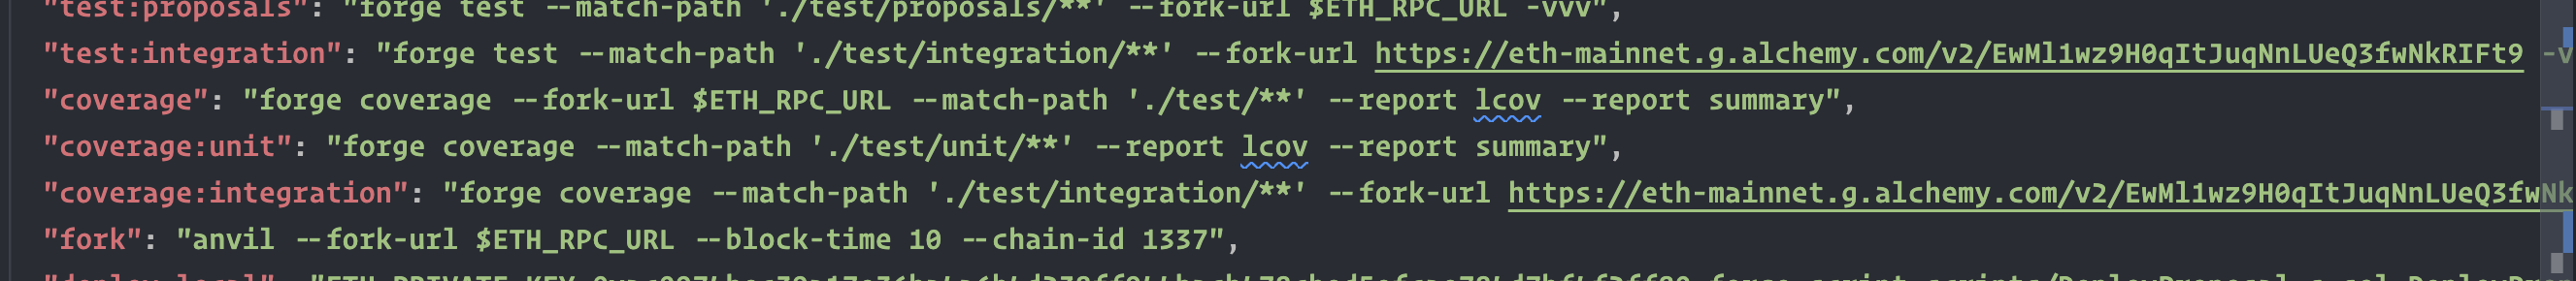 "test:proposals": "forge test --match-path './test/proposals/**' --fork-url $ETH_RPC_URL -vvv",
"test:integration": "forge test --match-path './test/integration/**' --fork-url https://eth-mainnet.g.alchemy.com/v2/EwMl1wz9H0qItJuqNnLUeQ3fwNkRIFt9 -v
"coverage": "forge coverage --fork-url $ETH_RPC_URL --match-path './test/**' --report lcov --report summary",
"coverage:unit": "forge coverage --match-path './test/unit/**' --report lcov --report summary",
"coverage:integration": "forge coverage --match-path './test/integration/**' --fork-url https://eth-mainnet.g.alchemy.com/v2/EwMl1wz9H0qItJuqNnLUeQ3fwNk
"fork": "anvil --fork-url $ETH_RPC_URL --block-time 10 --chain-id 1337",